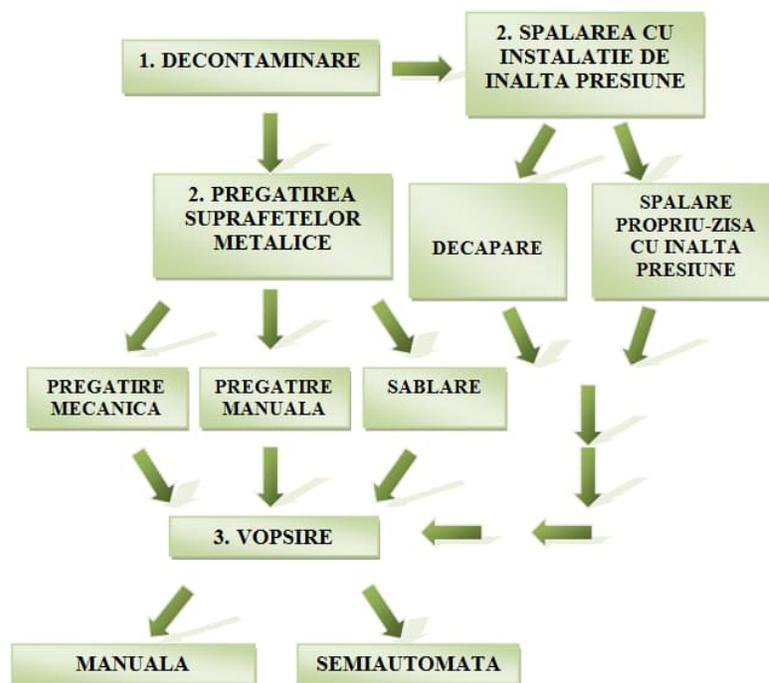 1. DECONTAMINARE
2. SPALAREA CU
INSTALATIE DE
INALTA PRESIUNE
2. PREGATIREA
SUPRAFETELOR
METALICE
DECAPARE
SPALARE
PROPRIU-ZISA
CU INALTA
PRESIUNE
PREGATIRE
MECANICA
PREGATIRE
MANUALA
SABLARE
3. VOPSIRE
MANUALA
SEMIAUTOMATA